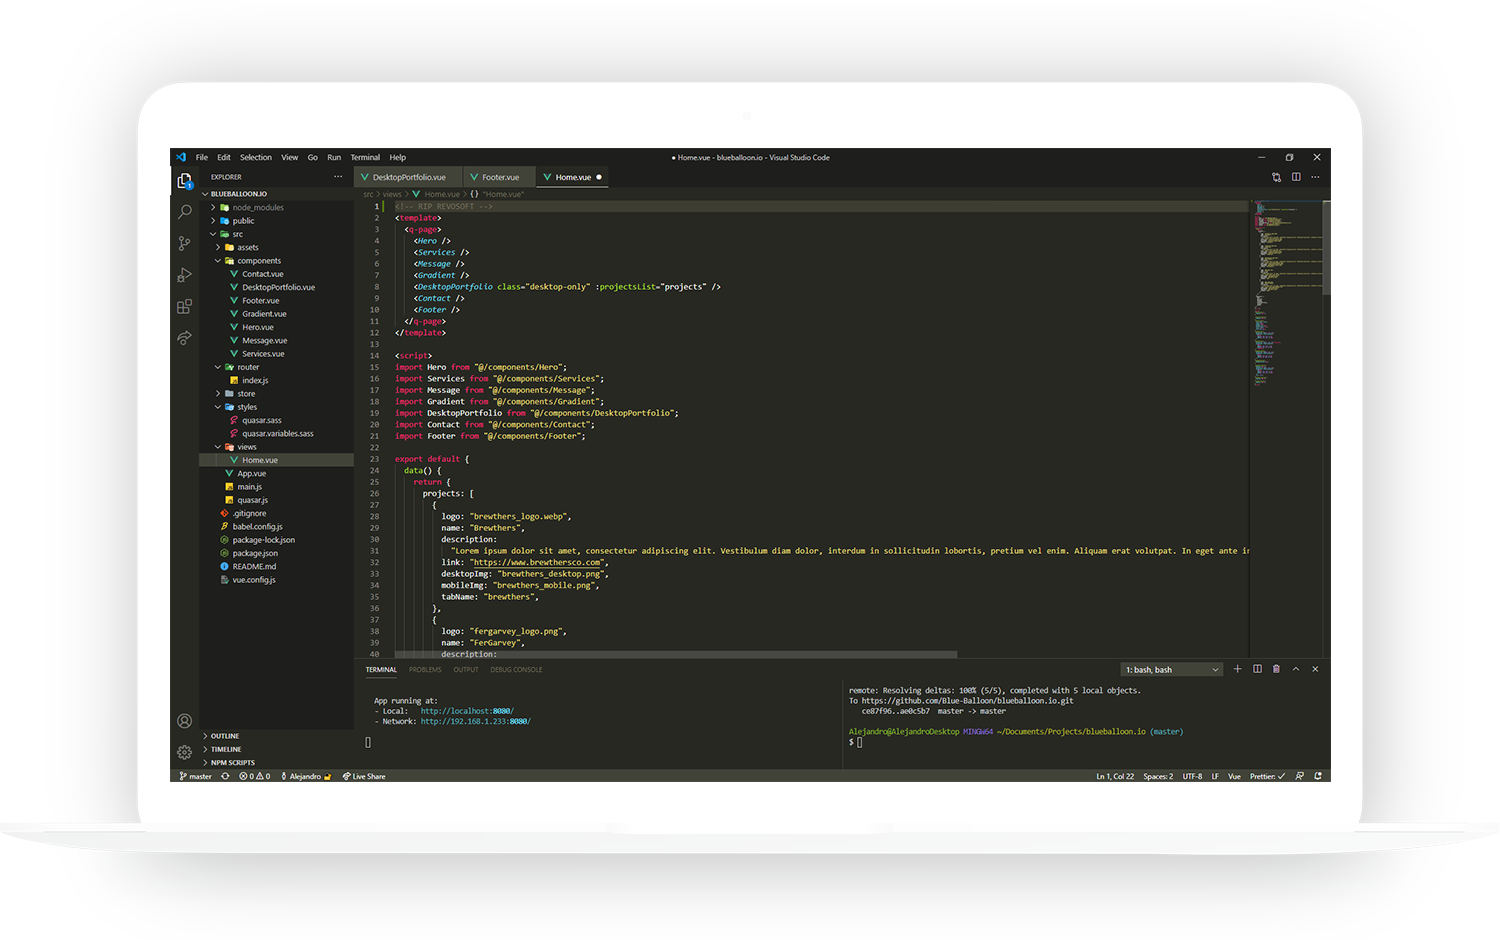 File Edit Selection View Go Run Terminal Help
● Home.vue - blueballoon.io - Visual Studio Code
EXPLORER
BLUEBALLOON.IO
node_modules
public
src
assets
components
Contact.vue
DesktopPortfolio.vue
Footer.vue
Gradient.vue
Hero.vue
Message.vue
Services.vue
router
index.js
store
styles
quasar.sass
quasar.variables.sass
views
Home.vue
App.vue
main.js
quasar.js
.gitignore
babel.config.js
package-lock.json
package.json
README.md
vue.config.js
OUTLINE
TIMELINE
NPM SCRIPTS
DesktopPortfolio.vue Footer.vue Home.vue ●
src > views > Home.vue > {} "Home.vue"
1 <!-- RIP REVOSOFT -->
2 <template>
3 <q-page>
4 <Hero />
5 <Services />
6 <Message />
7 <Gradient />
8 <DesktopPortfolio class="desktop-only" :projectsList="projects" />
9 <Contact />
10 <Footer />
11 </q-page>
12 </template>
13
14 <script>
15 import Hero from "@/components/Hero";
16 import Services from "@/components/Services";
17 import Message from "@/components/Message";
18 import Gradient from "@/components/Gradient";
19 import DesktopPortfolio from "@/components/DesktopPortfolio";
20 import Contact from "@/components/Contact";
21 import Footer from "@/components/Footer";
22
23 export default {
24 data() {
25 return {
26 projects: [
27 {
28 logo: "brewthers_logo.webp",
29 name: "Brewthers",
30 description:
31 "Lorem ipsum dolor sit amet, consectetur adipiscing elit. Vestibulum diam dolor, interdum in sollicitudin lobortis, pretium vel enim. Aliquam erat volutpat. In eget ante in
32 link: "https://www.brewthersco.com",
33 desktopImg: "brewthers_desktop.png",
34 mobileImg: "brewthers_mobile.png",
35 tabName: "brewthers",
36 },
37 {
38 logo: "fergarvey_logo.png",
39 name: "FerGarvey",
40 description:
TERMINAL PROBLEMS OUTPUT DEBUG CONSOLE
1: bash, bash
App running at:
- Local: http://localhost:8080/
- Network: http://192.168.1.233:8080/
remote: Resolving deltas: 100% (5/5), completed with 5 local objects.
To https://github.com/Blue-Balloon/blueballoon.io.git
ce87f96..ae0c5b7 master -> master
Alejandro@AlejandroDesktop MINGW64 ~/Documents/Projects/blueballoon.io (master)
$
master 0 0 Alejandro Live Share
Ln 1, Col 22 Spaces: 2 UTF-8 LF Vue Prettier: ✓